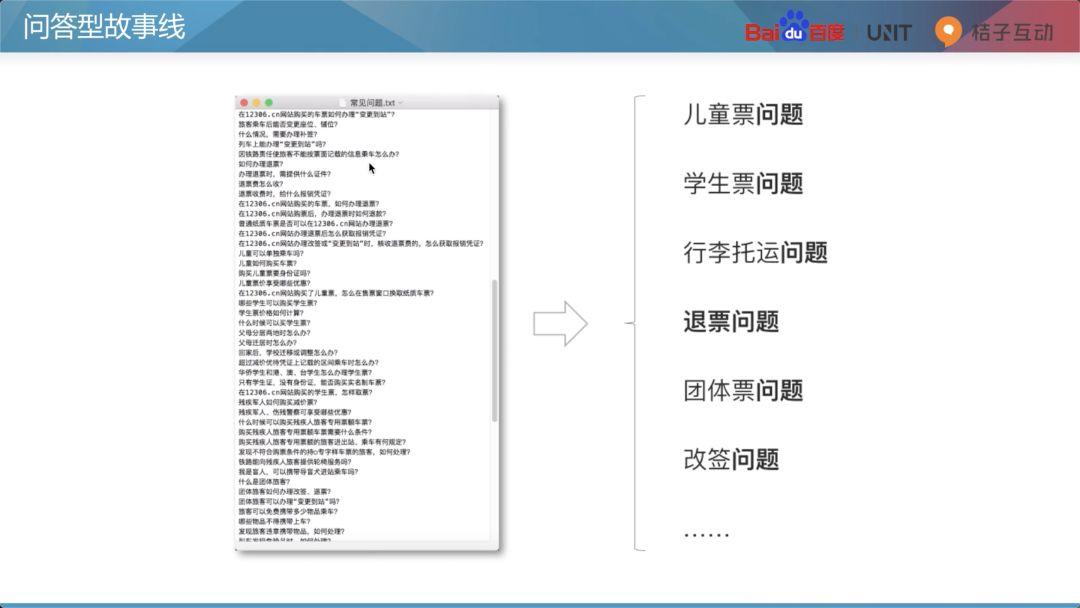 问答型故事线
Bai du 百度 UNIT 桔子互动
常见问题.txt
在12306.cn网站购买的车票如何办理“变更到站”?
旅客乘车后能否变更座位、铺位?
什么情况，需要办理补签?
列车上能办理“变更到站”吗?
因铁路责任使旅客不能按票面记载的信息乘车怎么办?
如何办理退票?
办理退票时，需提供什么证件?
退票费怎么收?
退票收费时，给什么报销凭证?
在12306.cn网站购买的车票，如何办理退票?
在12306.cn网站购票后，办理退票时如何退款?
普通纸质车票是否可以在12306.cn网站办理退票?
在12306.cn网站办理退票后怎么获取报销凭证?
在12306.cn网站办理改签或“变更到站”时，核收退票费的，怎么获取报销凭证?
儿童可以单独乘车吗?
儿童如何购买车票?
购买儿童票要身份证吗?
儿童票价享受哪些优惠?
在12306.cn网站购买了儿童票，怎么在售票窗口换取纸质车票?
哪些学生可以购买学生票?
学生票价格如何计算?
什么时候可以买学生票?
父母分居两地时怎么办?
父母迁居时怎么办?
回家后，学校迁移或调整怎么办?
超过减价优待凭证上记载的区间乘车时怎么办?
华侨学生和港、澳、台学生怎么办理学生票?
只有学生证，没有身份证，能否购买实名制车票?
在12306.cn网站购买的学生票，怎样取票?
残疾军人如何购买减价票?
残疾军人、伤残警察可享受哪些优惠?
什么时候可以购买残疾人旅客专用票额车票?
购买残疾人旅客专用票额车票需要什么条件?
购买残疾人旅客专用票额的旅客进出站、乘车有何规定?
发现不符合购票条件的持c专字样车票的旅客，如何处理?
铁路能向残疾人旅客提供轮椅服务吗?
我是盲人，可以携带导盲犬进站乘车吗?
什么是团体旅客?
团体旅客如何办理改签、退票?
团体旅客可以办理“变更到站”吗?
旅客可以免费携带多少物品乘车?
哪些物品不得携带上车?
发现旅客违章携带物品，如何处理?
儿童票问题
学生票问题
行李托运问题
退票问题
团体票问题
改签问题
······